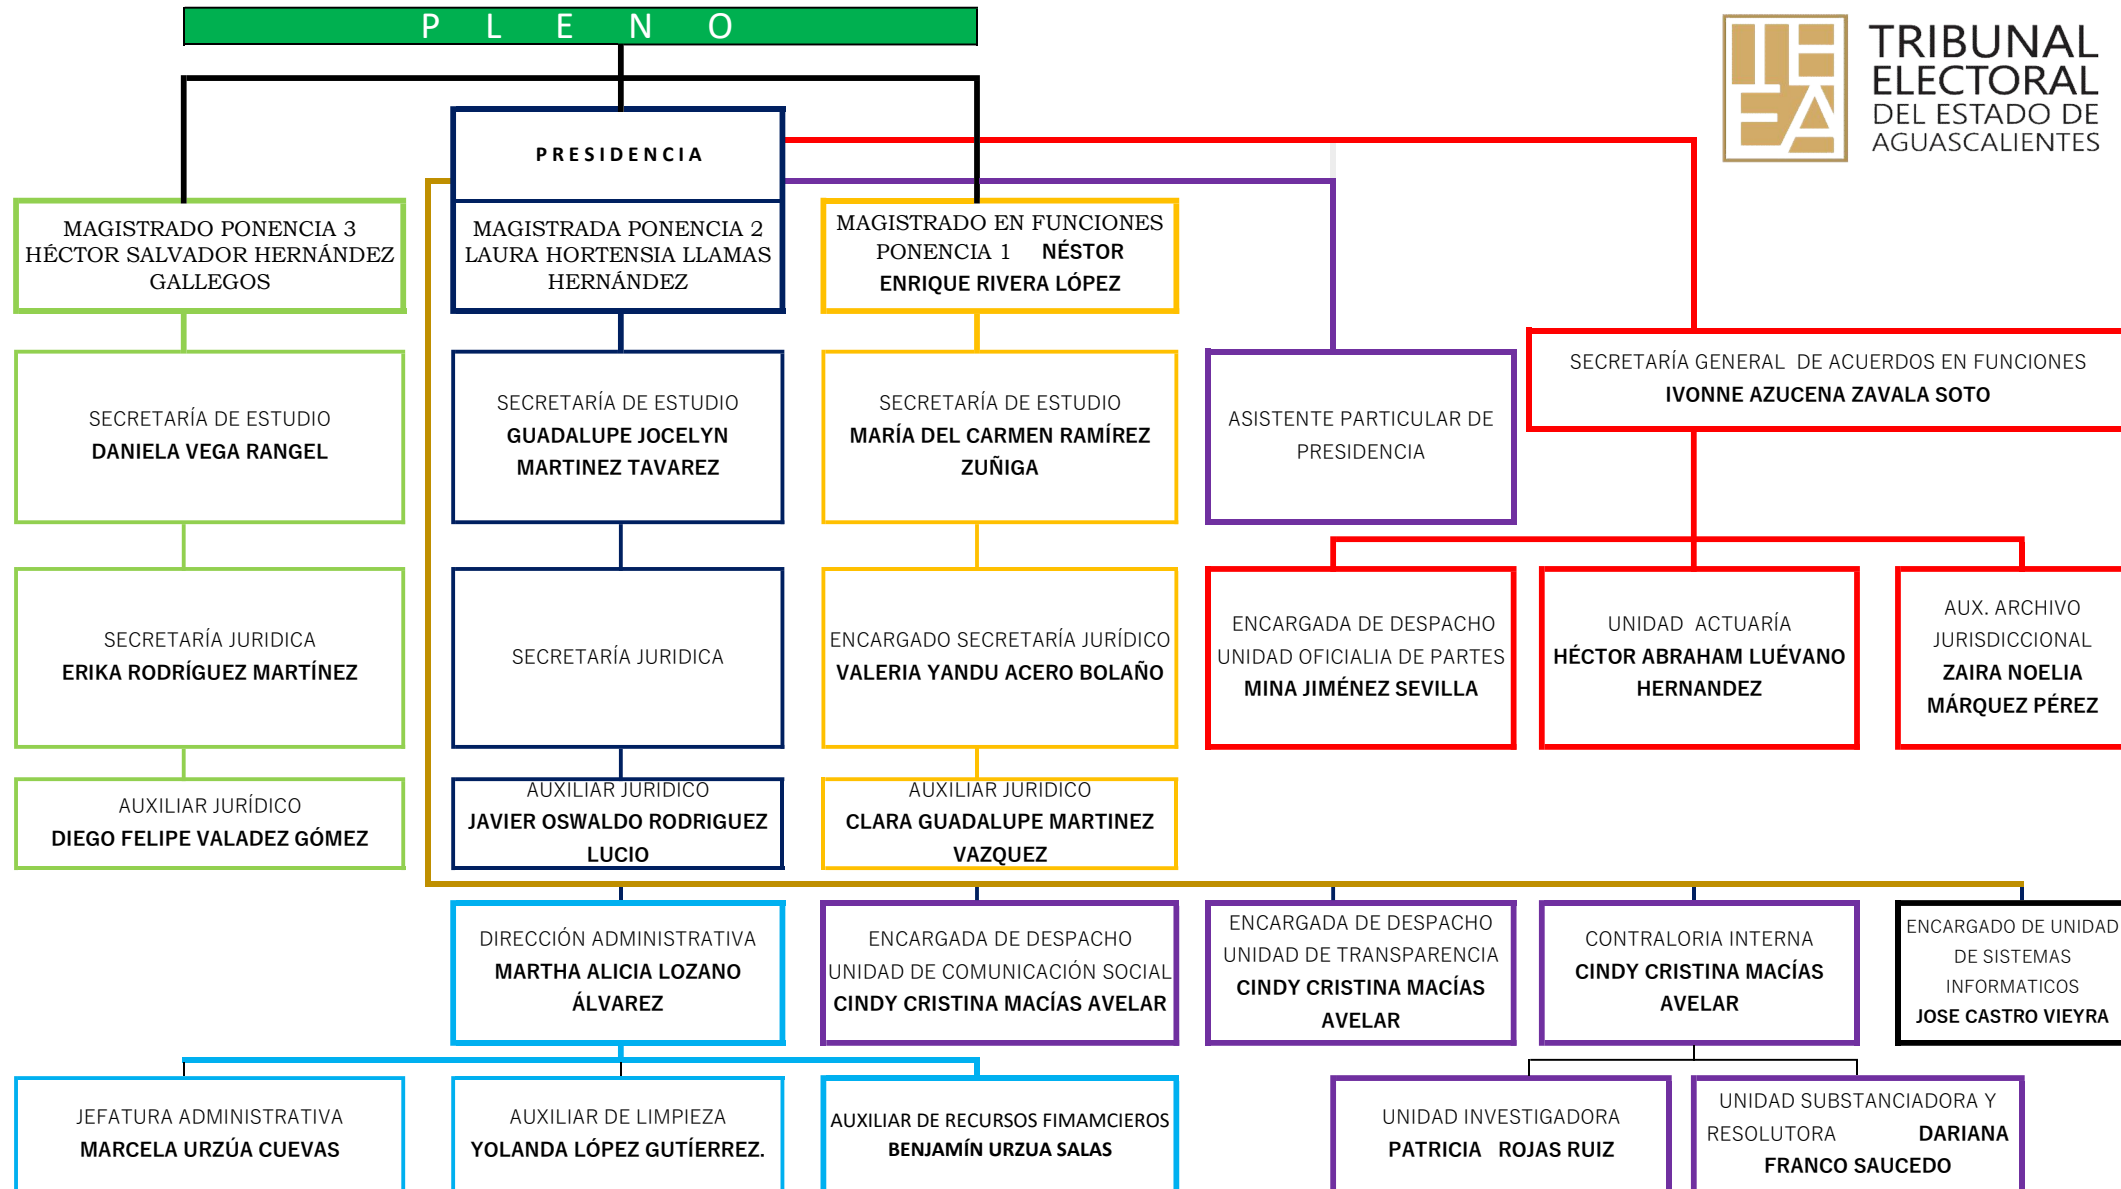 P L E N O
TRIBUNAL
ELECTORAL
DEL ESTADO DE
AGUASCALIENTES
PRESIDENCIA
MAGISTRADO PONENCIA 3
HÉCTOR SALVADOR HERNÁNDEZ
GALLEGOS
MAGISTRADA PONENCIA 2
LAURA HORTENSIA LLAMAS
HERNÁNDEZ
MAGISTRADO EN FUNCIONES
PONENCIA 1 NÉSTOR
ENRIQUE RIVERA LÓPEZ
SECRETARÍA DE ESTUDIO
DANIELA VEGA RANGEL
SECRETARÍA DE ESTUDIO
GUADALUPE JOCELYN
MARTINEZ TAVAREZ
SECRETARÍA DE ESTUDIO
MARÍA DEL CARMEN RAMÍREZ
ZUÑIGA
ASISTENTE PARTICULAR DE
PRESIDENCIA
SECRETARÍA GENERAL DE ACUERDOS EN FUNCIONES
IVONNE AZUCENA ZAVALA SOTO
SECRETARÍA JURIDICA
ERIKA RODRÍGUEZ MARTÍNEZ
SECRETARÍA JURIDICA
ENCARGADO SECRETARÍA JURÍDICO
VALERIA YANDU ACERO BOLAÑO
ENCARGADA DE DESPACHO
UNIDAD OFICIALIA DE PARTES
MINA JIMÉNEZ SEVILLA
UNIDAD ACTUARÍA
HÉCTOR ABRAHAM LUÉVANO
HERNANDEZ
AUX. ARCHIVO
JURISDICCIONAL
ZAIRA NOELIA
MÁRQUEZ PÉREZ
AUXILIAR JURÍDICO
DIEGO FELIPE VALADEZ GÓMEZ
AUXILIAR JURIDICO
JAVIER OSWALDO RODRIGUEZ
LUCIO
AUXILIAR JURIDICO
CLARA GUADALUPE MARTINEZ
VAZQUEZ
DIRECCIÓN ADMINISTRATIVA
MARTHA ALICIA LOZANO
ÁLVAREZ
ENCARGADA DE DESPACHO
UNIDAD DE COMUNICACIÓN SOCIAL
CINDY CRISTINA MACÍAS AVELAR
ENCARGADA DE DESPACHO
UNIDAD DE TRANSPARENCIA
CINDY CRISTINA MACÍAS
AVELAR
CONTRALORIA INTERNA
CINDY CRISTINA MACÍAS
AVELAR
ENCARGADO DE UNIDAD
DE SISTEMAS
INFORMATICOS
JOSE CASTRO VIEYRA
JEFATURA ADMINISTRATIVA
MARCELA URZÚA CUEVAS
AUXILIAR DE LIMPIEZA
YOLANDA LÓPEZ GUTÍERREZ.
AUXILIAR DE RECURSOS FIMAMCIEROS
BENJAMÍN URZUA SALAS
UNIDAD INVESTIGADORA
PATRICIA ROJAS RUIZ
UNIDAD SUBSTANCIADORA Y
RESOLUTORA DARIANA
FRANCO SAUCEDO